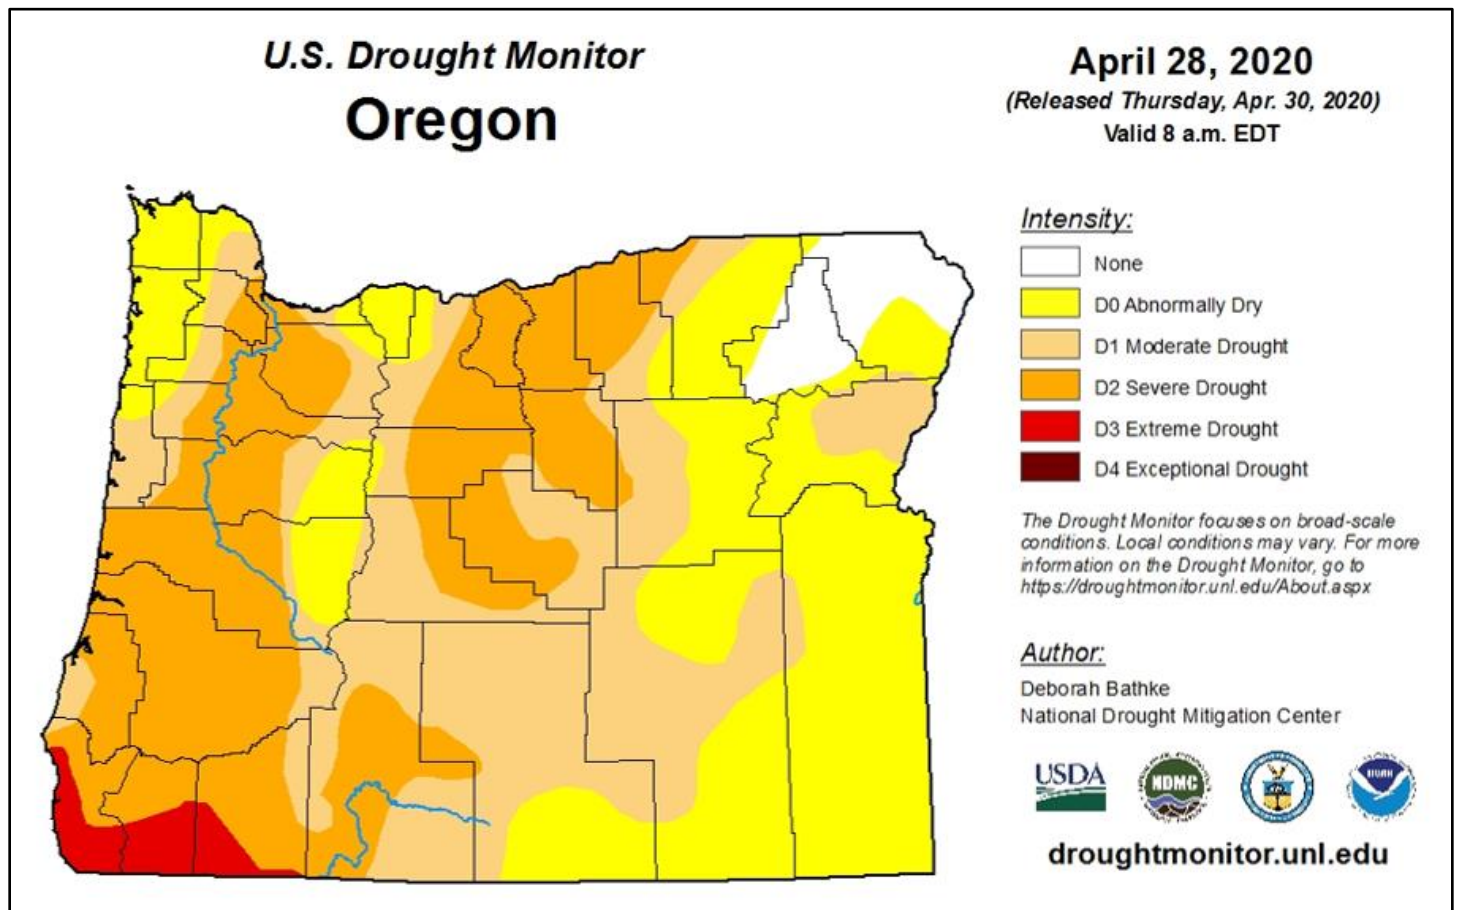 U.S. Drought Monitor
Oregon
April 28, 2020
(Released Thursday, Apr. 30, 2020)
Valid 8 a.m. EDT
Intensity:
None
D0 Abnormally Dry
D1 Moderate Drought
D2 Severe Drought
D3 Extreme Drought
D4 Exceptional Drought
The Drought Monitor focuses on broad-scale
conditions. Local conditions may vary. For more
information on the Drought Monitor, go to
https://droughtmonitor.unl.edu/About.aspx
Author:
Deborah Bathke
National Drought Mitigation Center
USDA
NDMC
NOAA
droughtmonitor.unl.edu